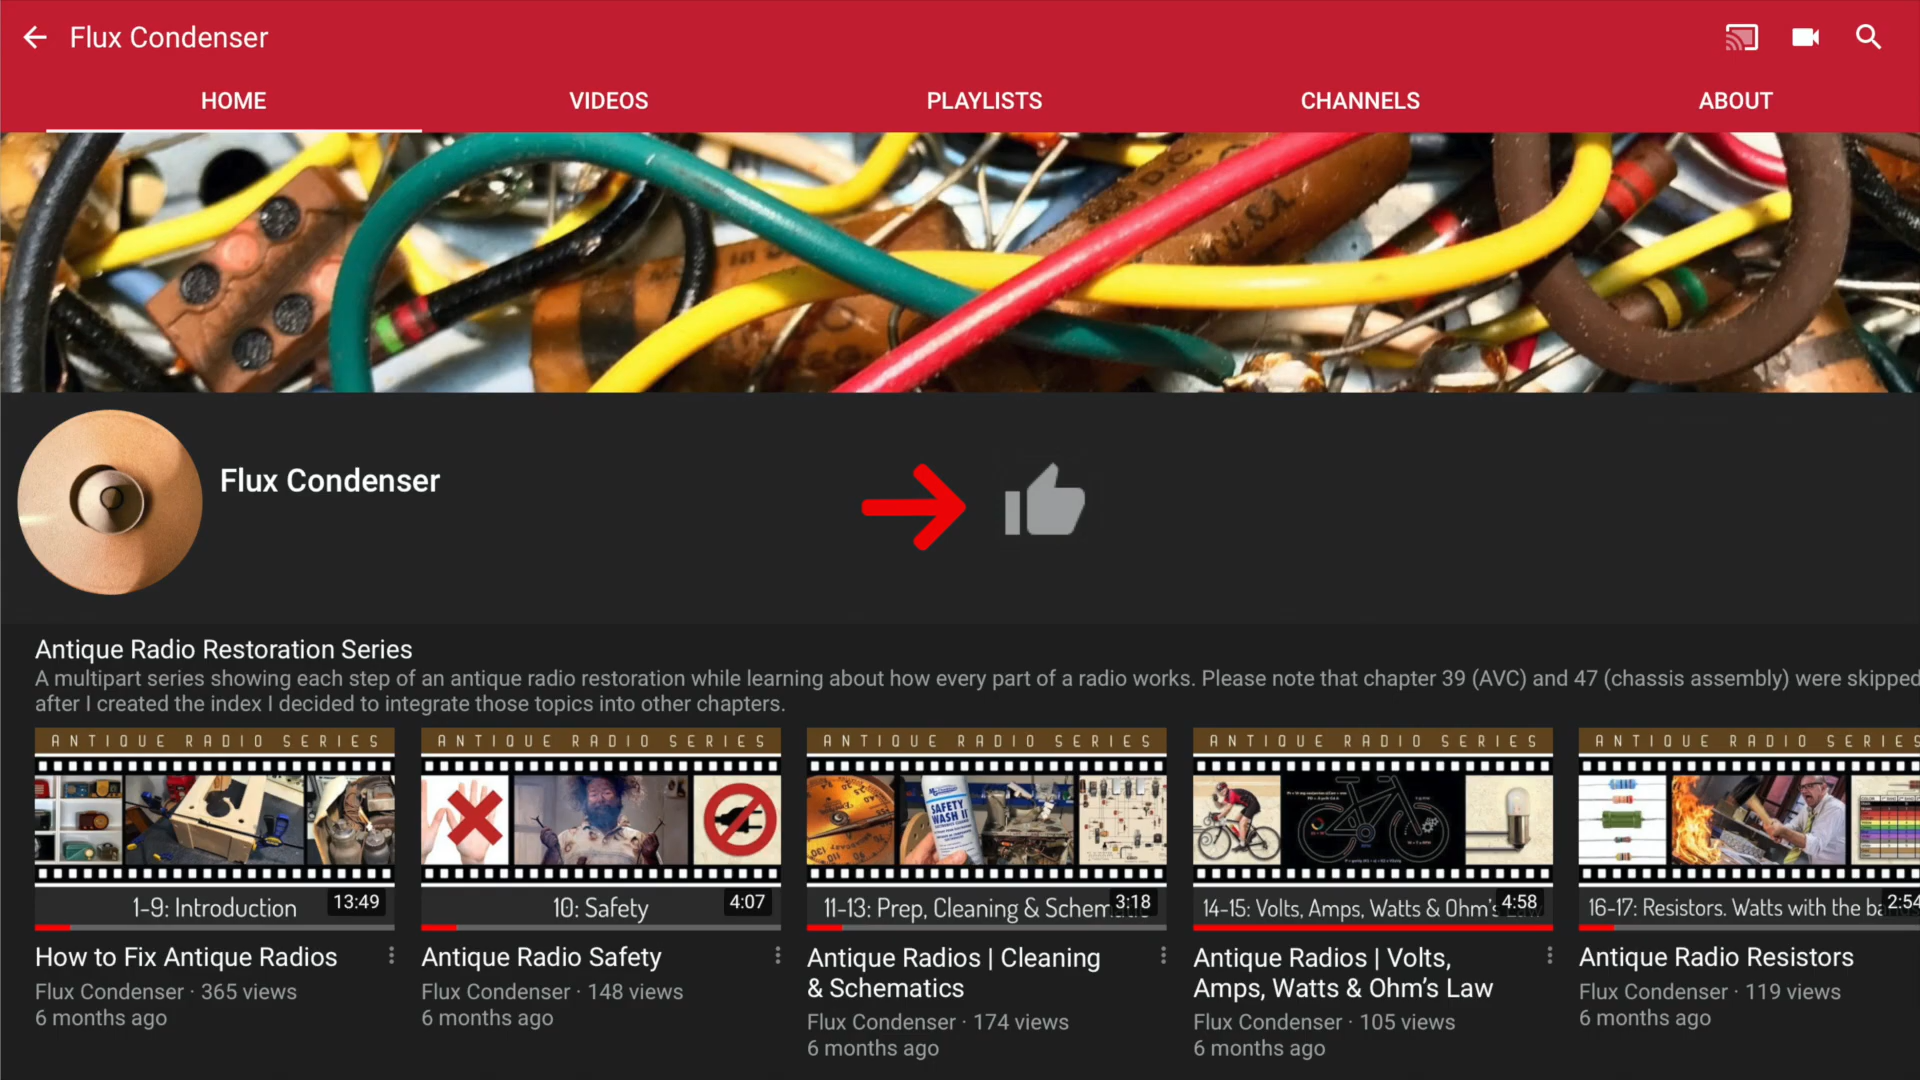 Flux Condenser
HOME VIDEOS PLAYLISTS CHANNELS ABOUT
D.C.
U.S.A.
Flux Condenser
Antique Radio Restoration Series
A multipart series showing each step of an antique radio restoration while learning about how every part of a radio works. Please note that chapter 39 (AVC) and 47 (chassis assembly) were skipped
after I created the index I decided to integrate those topics into other chapters.
ANTIQUE RADIO SERIES
1-9: Introduction
13:49
How to Fix Antique Radios
Flux Condenser · 365 views
6 months ago
ANTIQUE RADIO SERIES
10: Safety
4:07
Antique Radio Safety
Flux Condenser · 148 views
6 months ago
ANTIQUE RADIO SERIES
SAFETY
WASH II
11-13: Prep, Cleaning & Schem
3:18
Antique Radios | Cleaning
& Schematics
Flux Condenser · 174 views
6 months ago
ANTIQUE RADIO SERIES
14-15: Volts, Amps, Watts & Ohm's
4:58
Antique Radios | Volts,
Amps, Watts & Ohm's Law
Flux Condenser · 105 views
6 months ago
ANTIQUE RADIO SERIES
16-17: Resistors. Watts with the ba
2:54
Antique Radio Resistors
Flux Condenser · 119 views
6 months ago